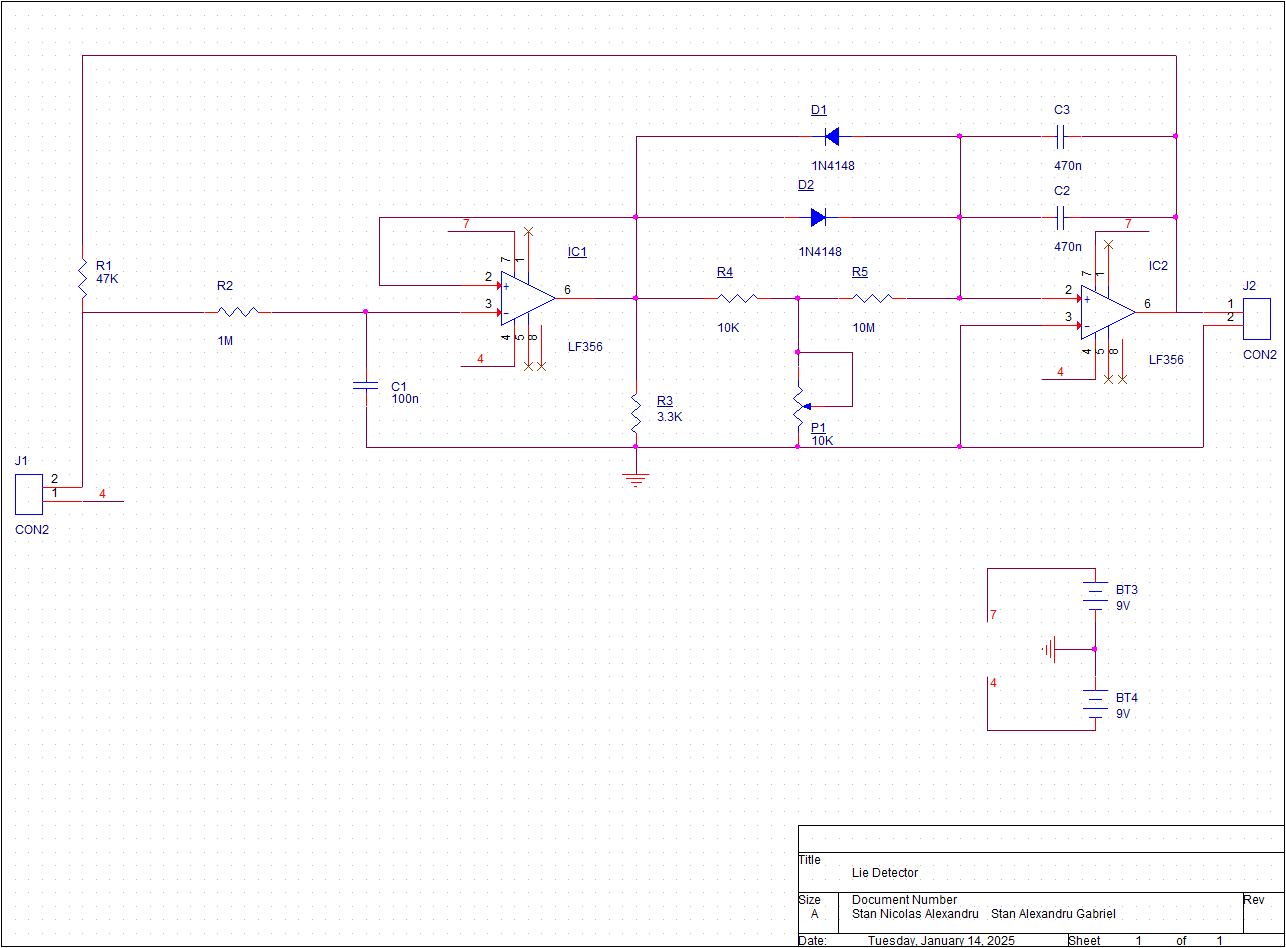 D1
C3
1N4148
470n
D2
C2
7
7
1N4148
470n
IC1
7
1
IC2
R1
47K
R4
R5
7
1
2
+
R2
6
2
+
J2
3
-
6
1
3
-
2
10K
10M
1M
4
5
8
LF356
4
4
5
8
LF356
CON2
4
C1
100n
R3
3.3K
P1
10K
J1
2
1
4
CON2
BT3
9V
7
4
BT4
9V
Title
Lie Detector
Size
Document Number
Rev
A
Stan Nicolas Alexandru Stan Alexandru Gabriel
Date:
Tuesday, January 14, 2025
Sheet
1
of
1